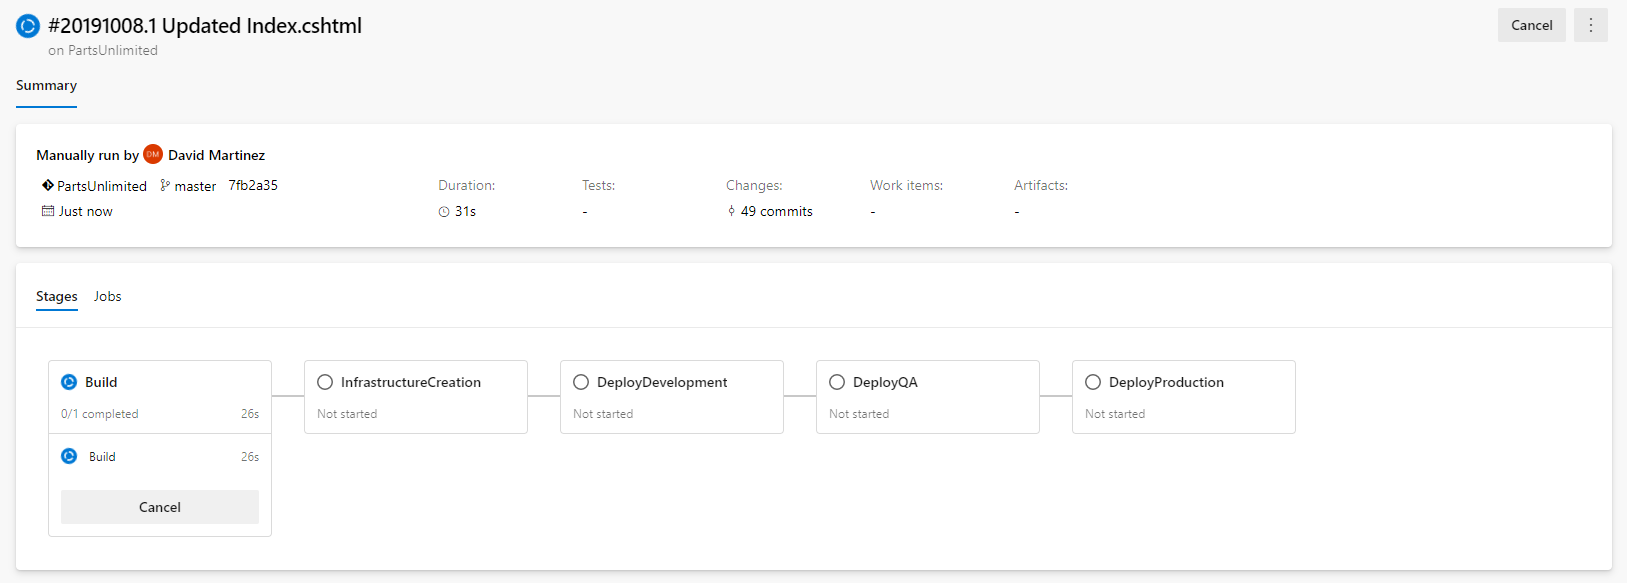 #20191008.1 Updated Index.cshtml
Cancel
on PartsUnlimited
Summary
Manually run by DM David Martinez
PartsUnlimited master 7fb2a35
Just now
Duration:
31s
Tests:
-
Changes:
49 commits
Work items:
-
Artifacts:
-
Stages Jobs
Build
0/1 completed 26s
Build 26s
Cancel
InfrastructureCreation
Not started
DeployDevelopment
Not started
DeployQA
Not started
DeployProduction
Not started